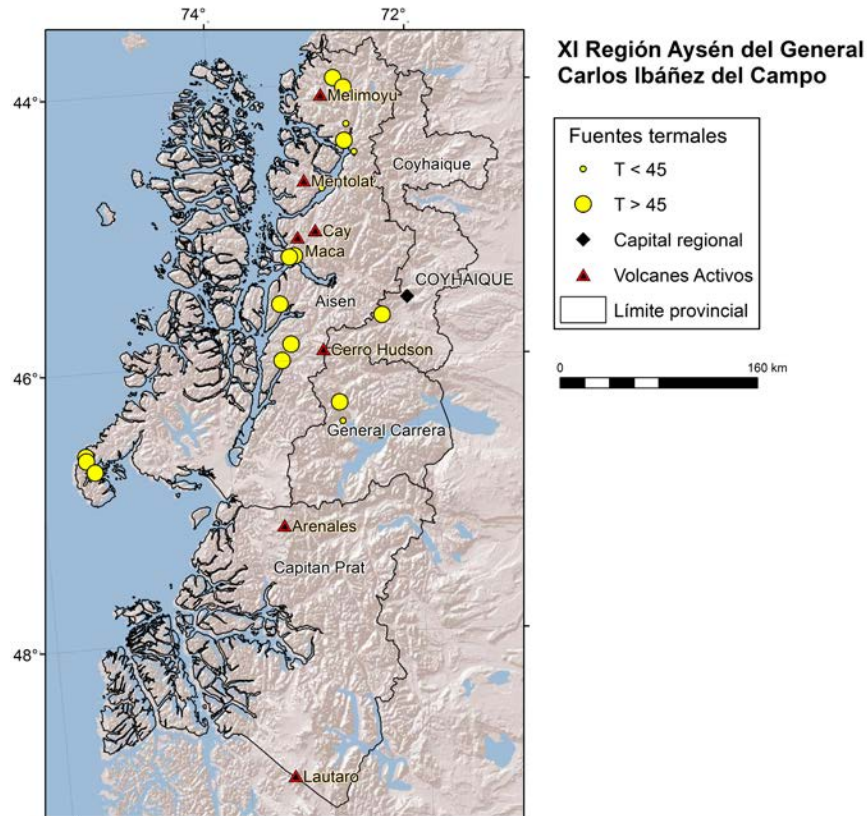 74°
72°
XI Región Aysén del General
Carlos Ibáñez del Campo
44°
Melimoyu
Coyhaique
Fuentes termales
T < 45
T > 45
Capital regional
Volcanes Activos
Límite provincial
Mentolat
Cay
Maca
COYHAIQUE
Aisen
Cerro Hudson
0
160 km
46°
General Carrera
Arenales
Capitan Prat
48°
Lautaro